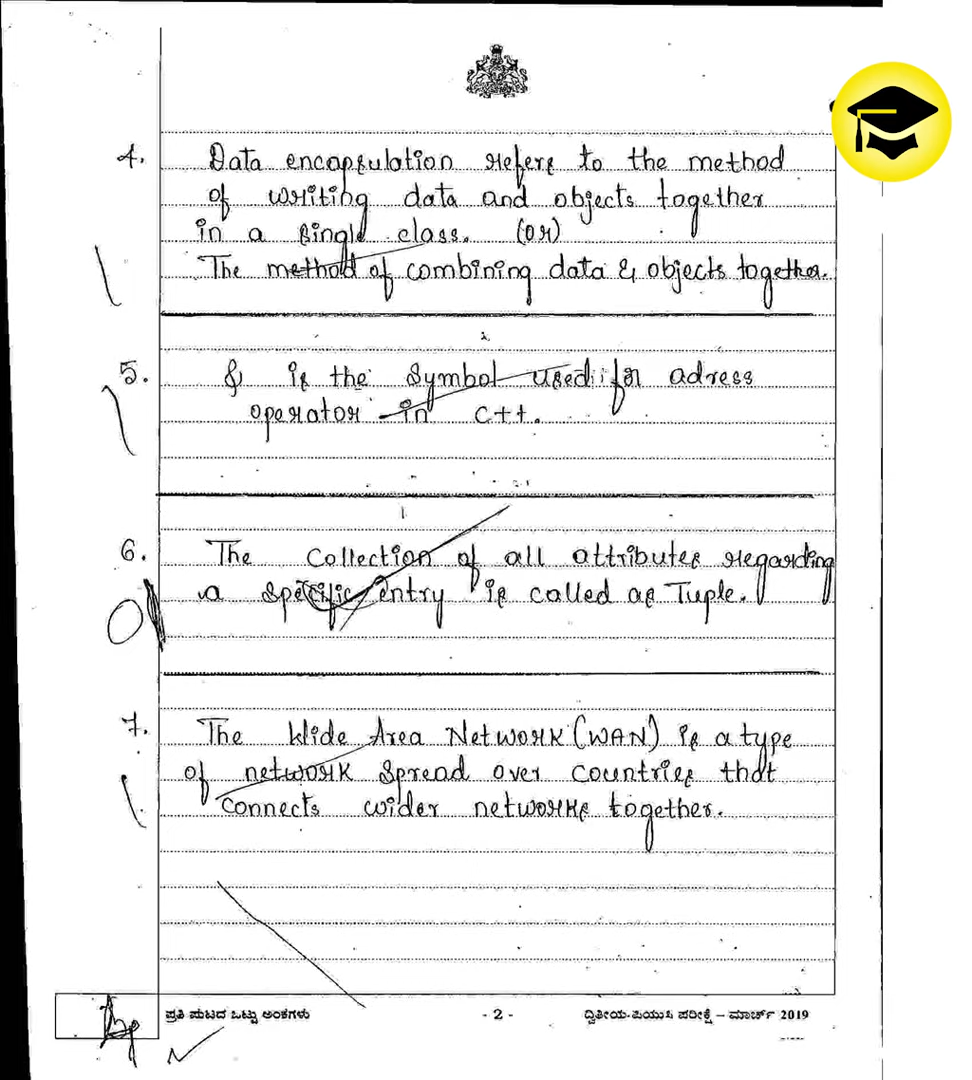 4. Data encapsulation refers to the method
of writing data and objects together
in a single class. (or)
The method of combining data & objects together.
5. & is the symbol used for adress
operator in C++.
6. The collection of all attributes regarding
a specific entry is called as Tuple.
7. The Wide Area Network (WAN) is a type
of network spread over countries that
connects wider networks together.
ಪ್ರತಿ ಪುಟದ ಒಟ್ಟು ಅಂಕಗಳು - 2 - ದ್ವಿತೀಯ ಪಿಯುಸಿ ಪರೀಕ್ಷೆ – ಮಾರ್ಚ್ 2019